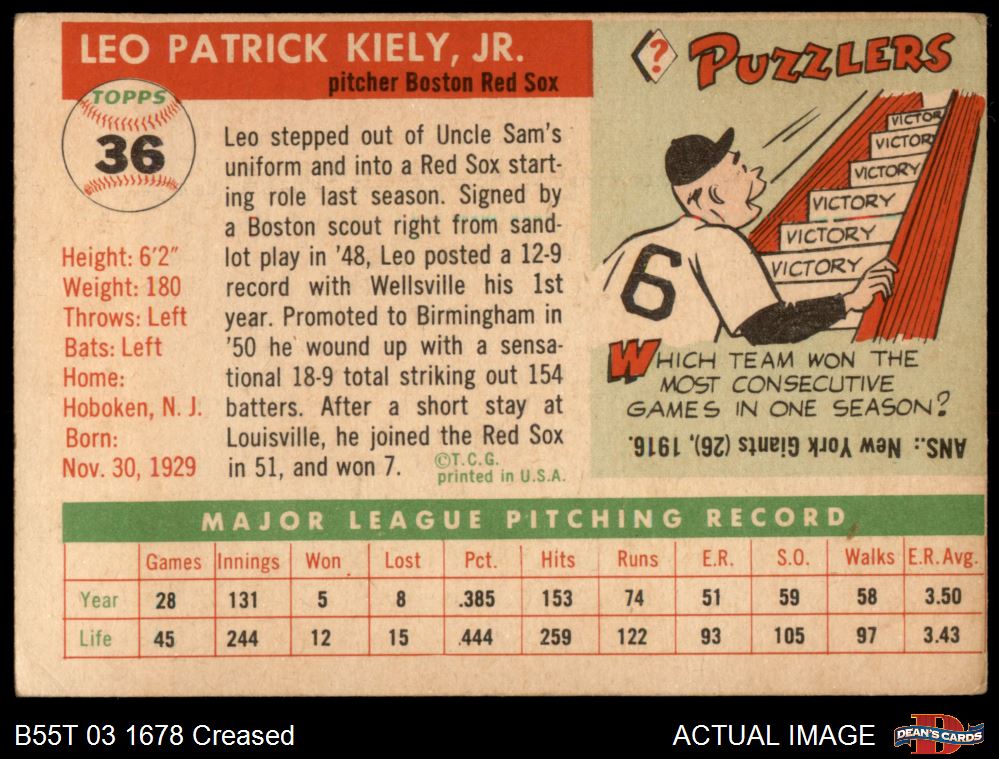 LEO PATRICK KIELY, JR.
pitcher Boston Red Sox
TOPPS
36
Height: 6'2"
Weight: 180
Throws: Left
Bats: Left
Home:
Hoboken, N. J.
Born:
Nov. 30, 1929
Leo stepped out of Uncle Sam's
uniform and into a Red Sox start-
ing role last season. Signed by
a Boston scout right from sand-
lot play in '48, Leo posted a 12-9
record with Wellsville his 1st
year. Promoted to Birmingham in
'50 he wound up with a sensa-
tional 18-9 total striking out 154
batters. After a short stay at
Louisville, he joined the Red Sox
in 51, and won 7.
©T.C.G.
printed in U.S.A.
? PUZZLERS
VICTOR
VICTOR
VICTORY
VICTORY
VICTORY
VICTORY
VICTORY
6
WHICH TEAM WON THE
MOST CONSECUTIVE
GAMES IN ONE SEASON?
ANS.: New York Giants (26), 1916.
MAJOR LEAGUE PITCHING RECORD
Games Innings Won Lost Pct. Hits Runs E.R. S.O. Walks E.R. Avg.
Year 28 131 5 8 .385 153 74 51 59 58 3.50
Life 45 244 12 15 .444 259 122 93 105 97 3.43
B55T 03 1678 Creased
ACTUAL IMAGE
DEAN'S CARDS